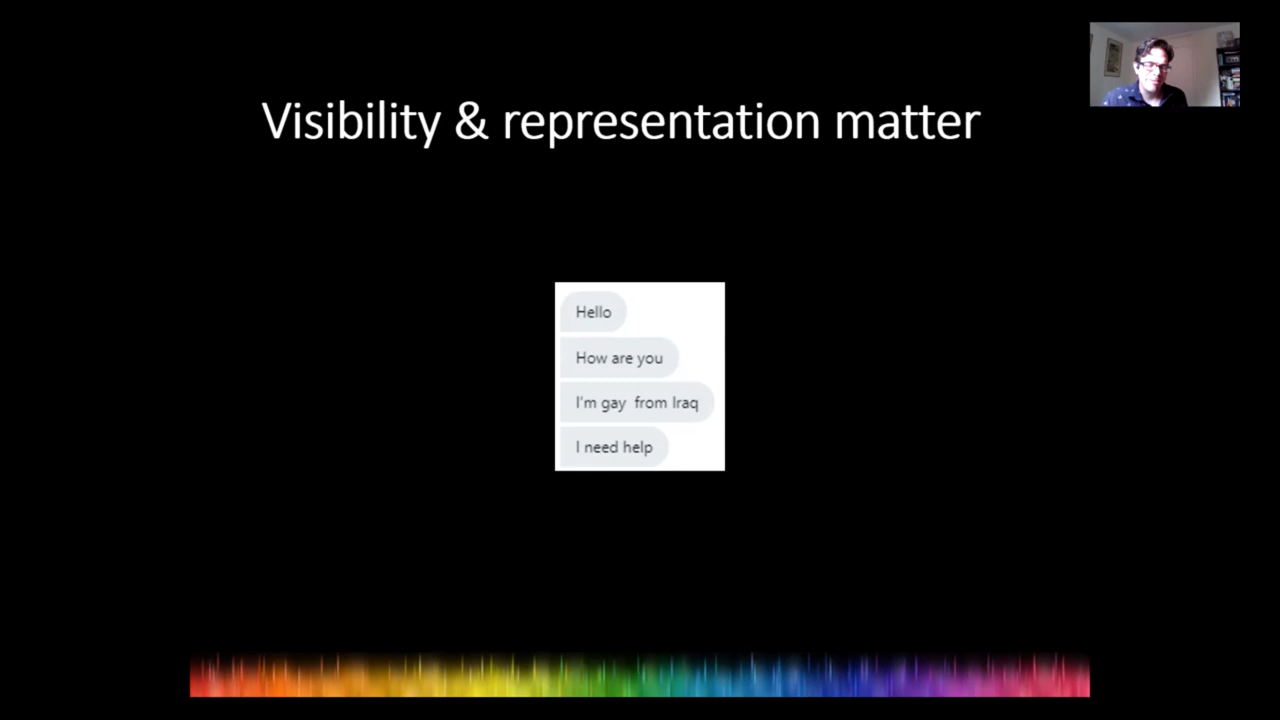 Visibility & representation matter
Hello
How are you
I'm gay  from Iraq
I need help